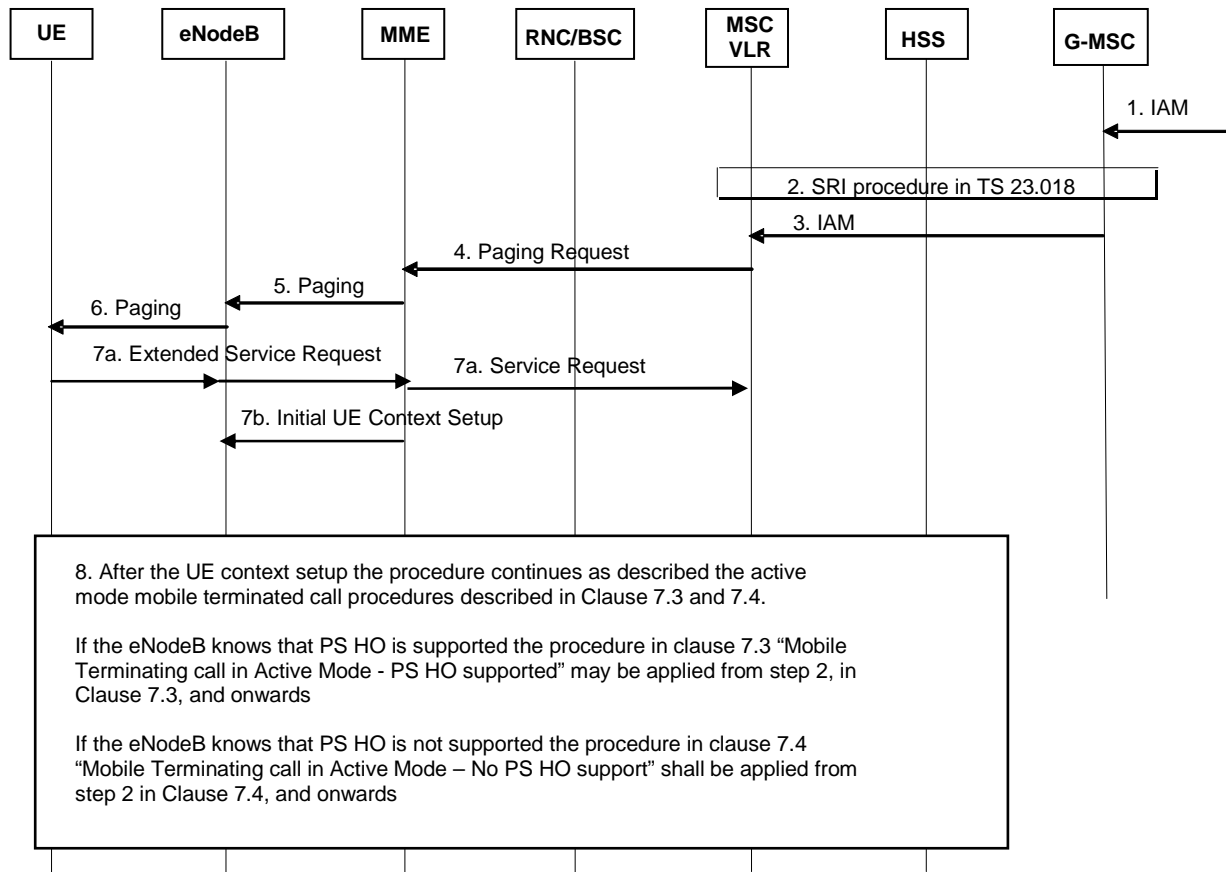 UE
eNodeB
MME
RNC/BSC
MSC
VLR
HSS
G-MSC
1. IAM
2. SRI procedure in TS 23.018
3. IAM
4. Paging Request
5. Paging
6. Paging
7a. Extended Service Request
7a. Service Request
7b. Initial UE Context Setup
8. After the UE context setup the procedure continues as described the active
mode mobile terminated call procedures described in Clause 7.3 and 7.4.
If the eNodeB knows that PS HO is supported the procedure in clause 7.3 “Mobile
Terminating call in Active Mode - PS HO supported” may be applied from step 2, in
Clause 7.3, and onwards
If the eNodeB knows that PS HO is not supported the procedure in clause 7.4
“Mobile Terminating call in Active Mode – No PS HO support” shall be applied from
step 2 in Clause 7.4, and onwards